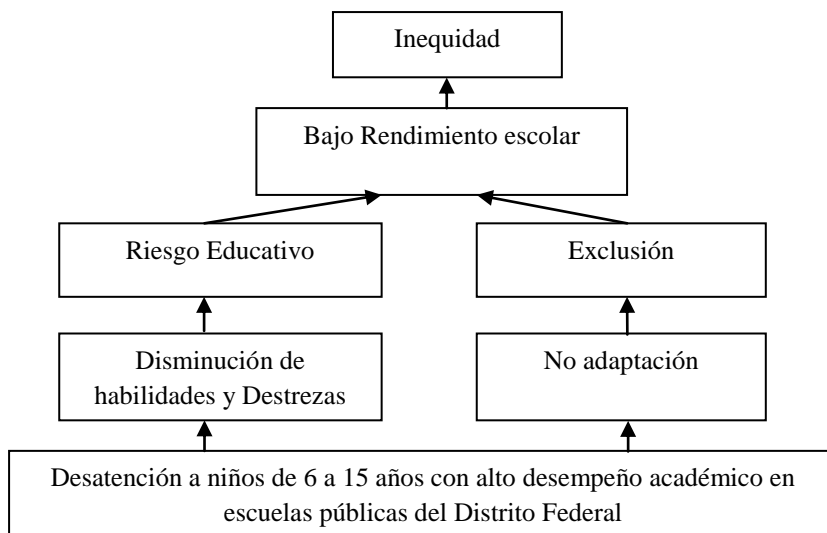 Inequidad
Bajo Rendimiento escolar
Riesgo Educativo
Exclusión
Disminución de
habilidades y Destrezas
No adaptación
Desatención a niños de 6 a 15 años con alto desempeño académico en
escuelas públicas del Distrito Federal